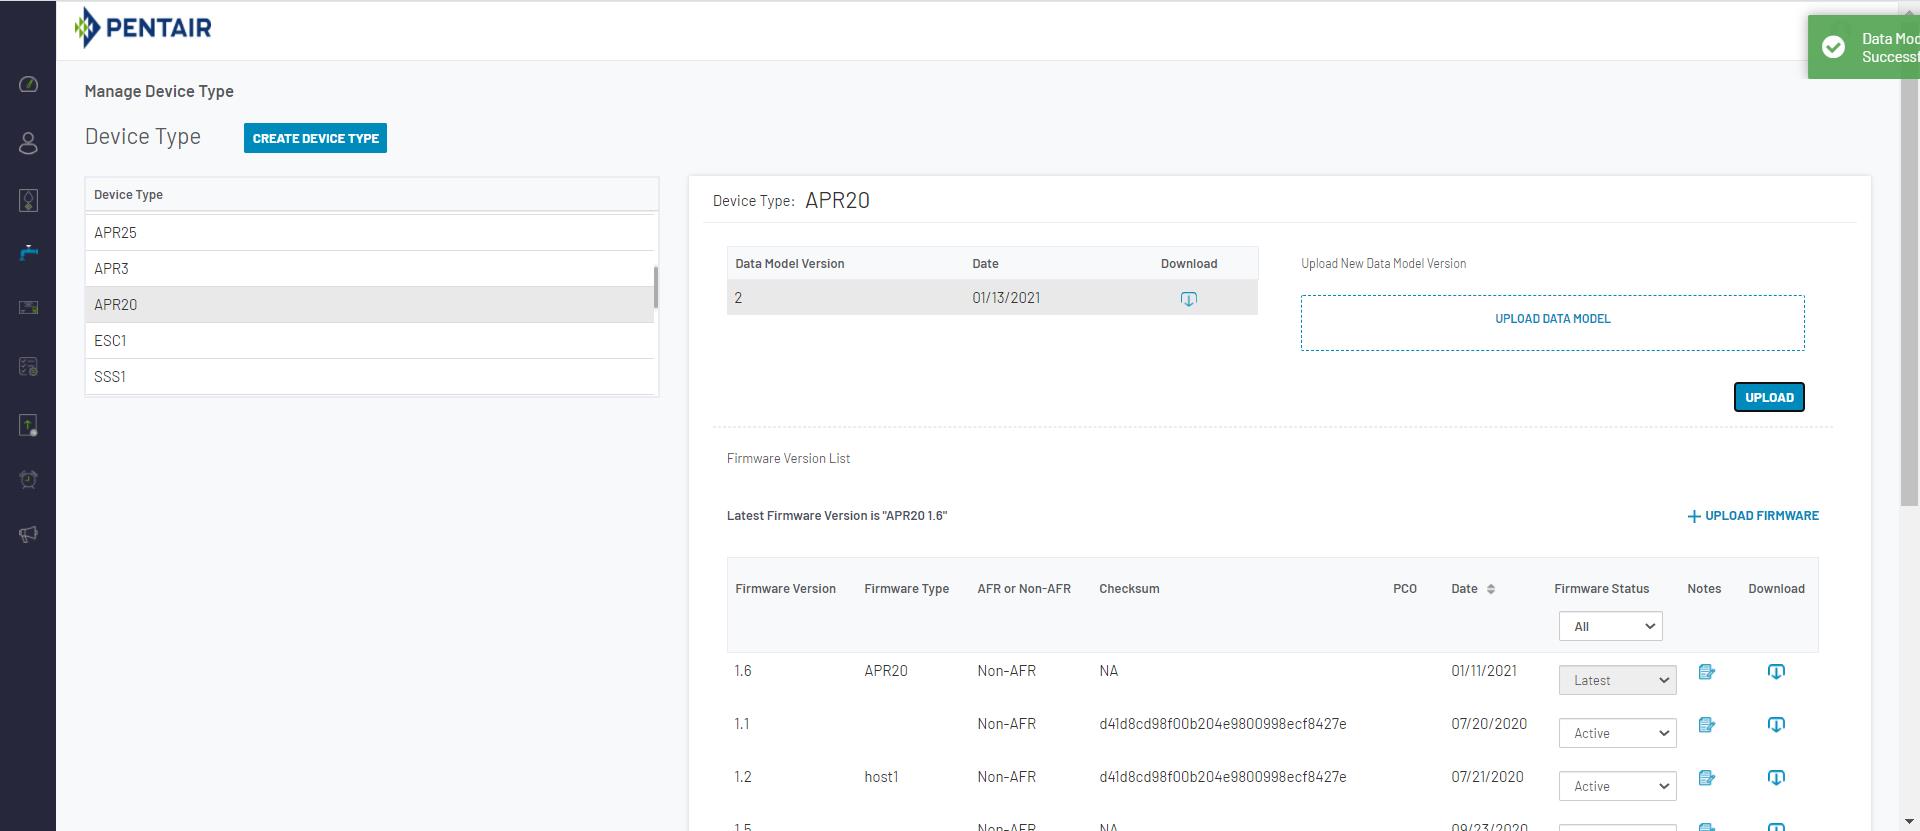 PENTAIR
Data Mod
Successf
Manage Device Type
Device Type
CREATE DEVICE TYPE
Device Type
APR25
APR3
APR20
ESC1
SSS1
Device Type: APR20
Data Model Version Date Download
2 01/13/2021
Upload New Data Model Version
UPLOAD DATA MODEL
UPLOAD
Firmware Version List
Latest Firmware Version is "APR20 1.6"
+ UPLOAD FIRMWARE
Firmware Version Firmware Type AFR or Non-AFR Checksum PCO Date Firmware Status Notes Download
All
1.6 APR20 Non-AFR NA 01/11/2021 Latest
1.1 Non-AFR d41d8cd98f00b204e9800998ecf8427e 07/20/2020 Active
1.2 host1 Non-AFR d41d8cd98f00b204e9800998ecf8427e 07/21/2020 Active
1.5 Non-AFR NA 09/23/2020